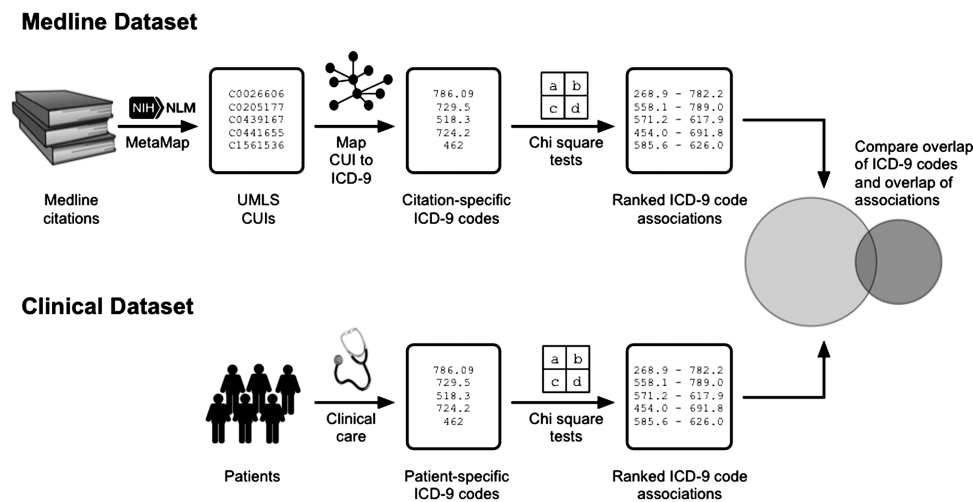 Medline Dataset
NIH NLM
MetaMap
Medline
citations
C0026606
C0205177
C0439167
C0441655
C1561536
UMLS
CUIs
Map
CUI to
ICD-9
786.09
729.5
518.3
724.2
462
Citation-specific
ICD-9 codes
a b
c d
Chi square
tests
268.9 - 782.2
558.1 - 789.0
571.2 - 617.9
454.0 - 691.8
585.6 - 626.0
Ranked ICD-9 code
associations
Compare overlap
of ICD-9 codes
and overlap of
associations
Clinical Dataset
Patients
Clinical
care
786.09
729.5
518.3
724.2
462
Patient-specific
ICD-9 codes
a b
c d
Chi square
tests
268.9 - 782.2
558.1 - 789.0
571.2 - 617.9
454.0 - 691.8
585.6 - 626.0
Ranked ICD-9 code
associations